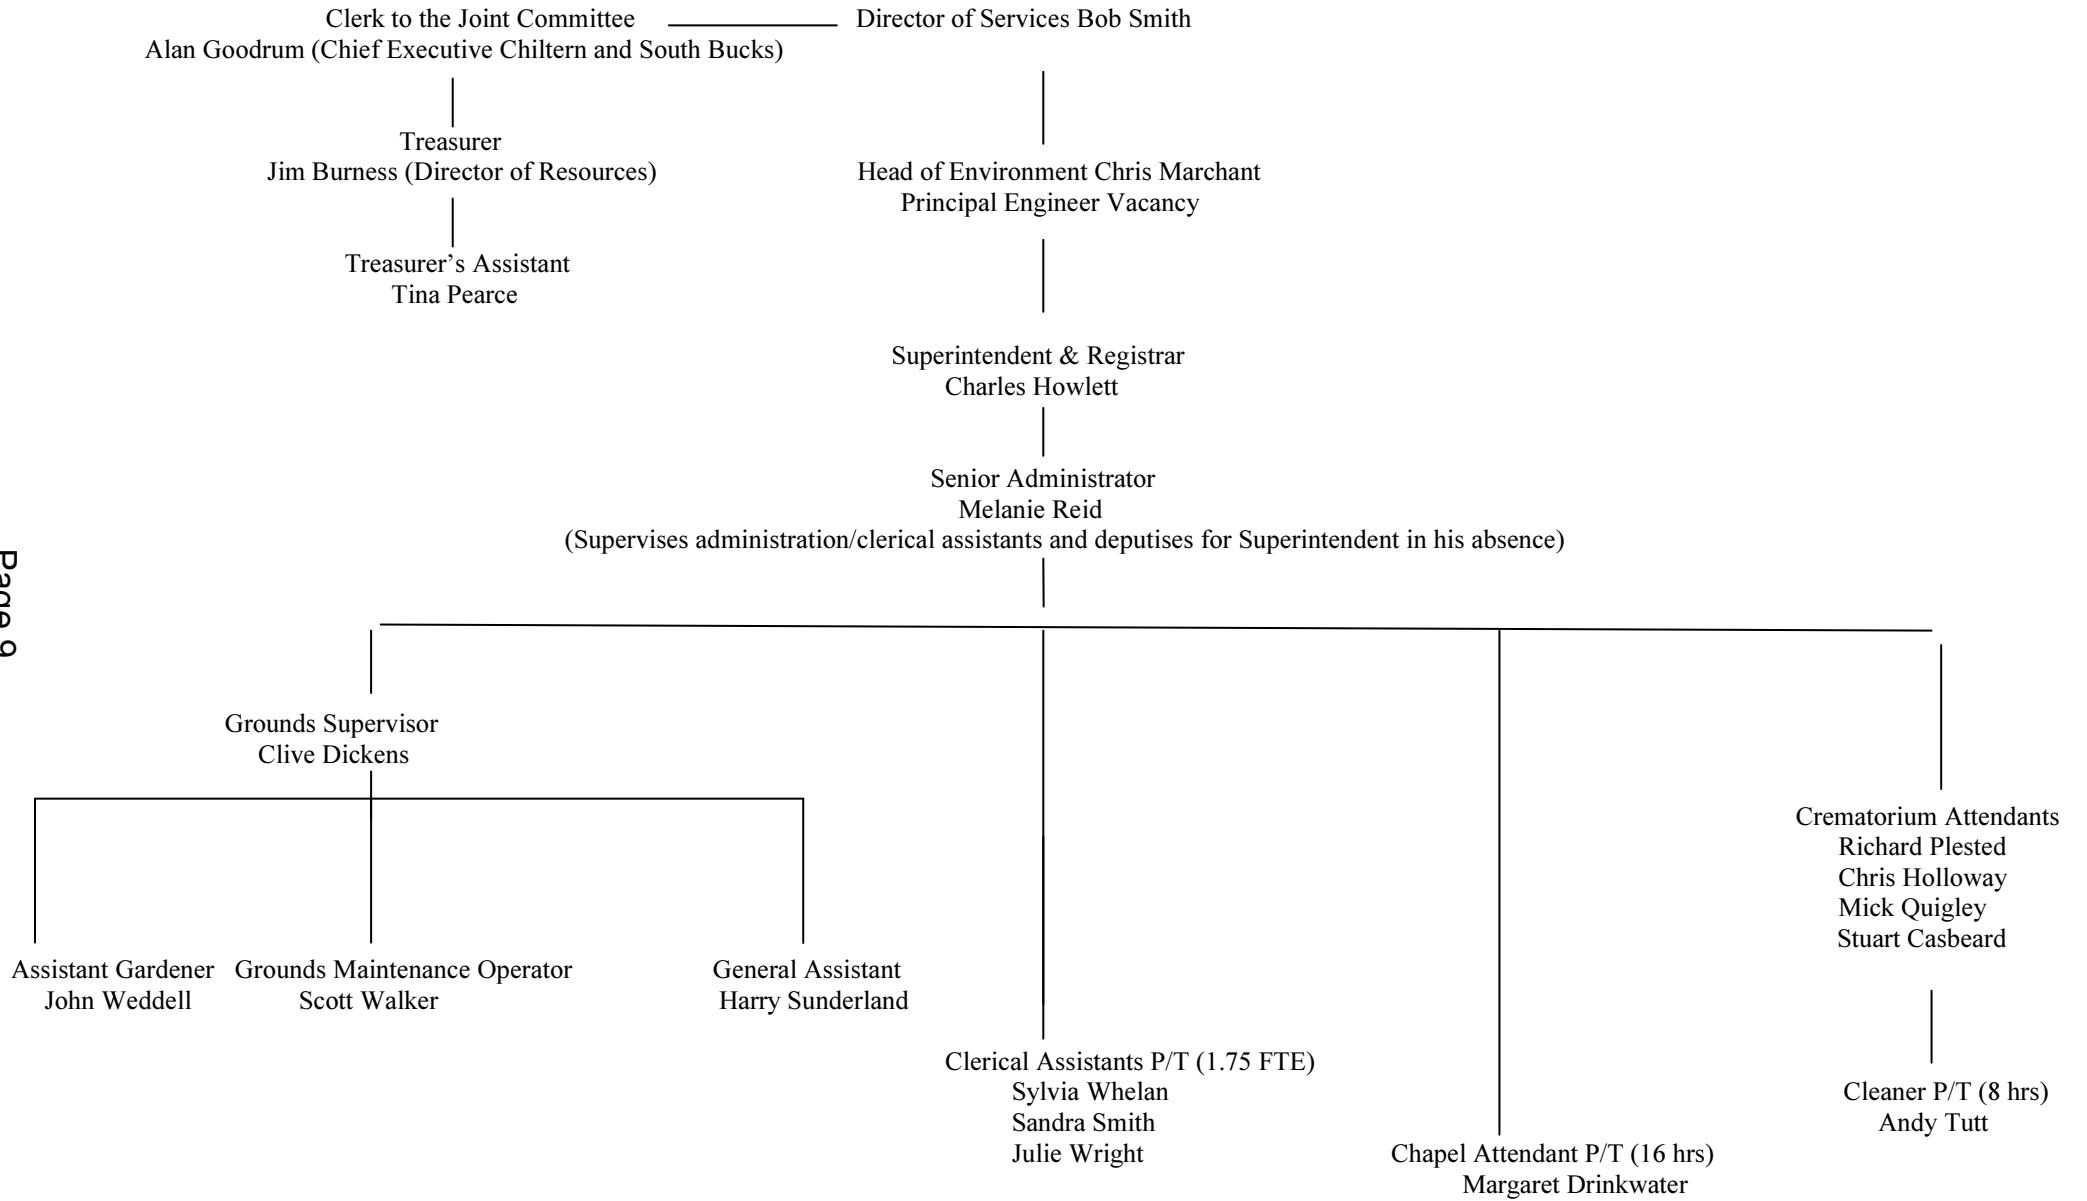 Clerk to the Joint Committee
Alan Goodrum (Chief Executive Chiltern and South Bucks)
Director of Services Bob Smith
Treasurer
Jim Burness (Director of Resources)
Head of Environment Chris Marchant
Principal Engineer Vacancy
Treasurer’s Assistant
Tina Pearce
Superintendent & Registrar
Charles Howlett
Senior Administrator
Melanie Reid
(Supervises administration/clerical assistants and deputises for Superintendent in his absence)
Page 9
Grounds Supervisor
Clive Dickens
Assistant Gardener
John Weddell
Grounds Maintenance Operator
Scott Walker
General Assistant
Harry Sunderland
Clerical Assistants P/T (1.75 FTE)
Sylvia Whelan
Sandra Smith
Julie Wright
Chapel Attendant P/T (16 hrs)
Margaret Drinkwater
Crematorium Attendants
Richard Plested
Chris Holloway
Mick Quigley
Stuart Casbeard
Cleaner P/T (8 hrs)
Andy Tutt